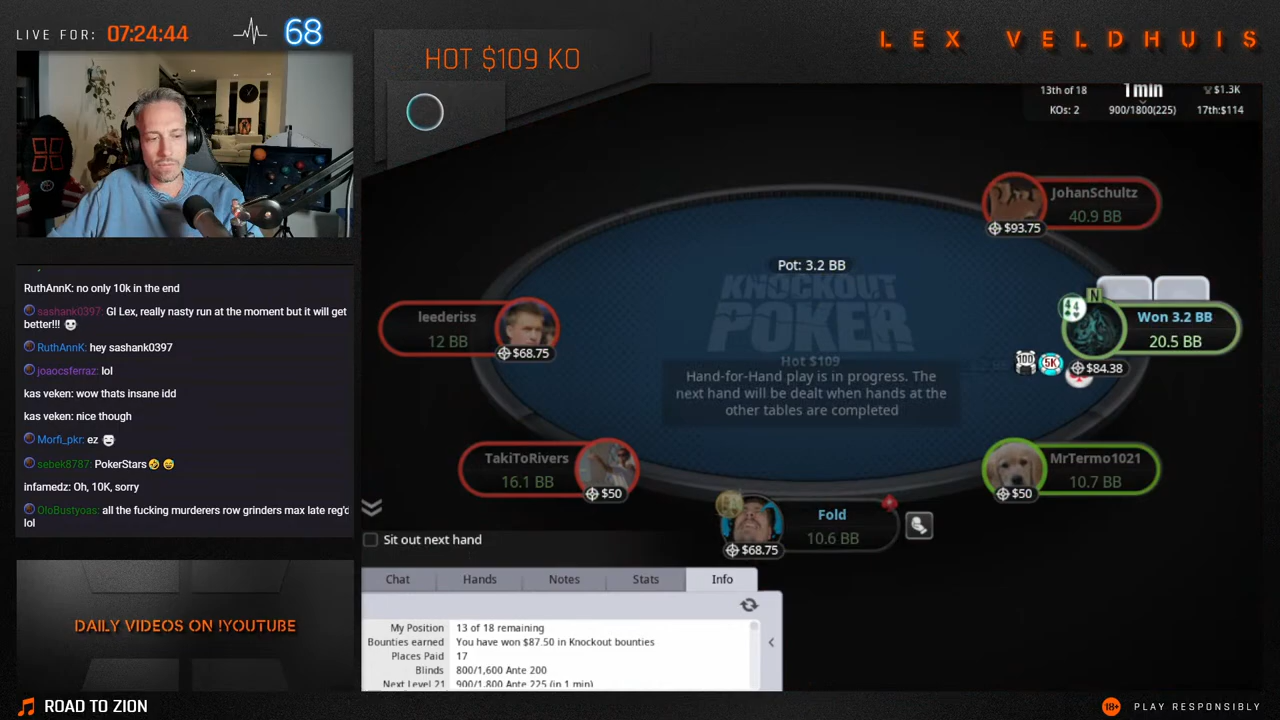 LIVE FOR: 07:24:44 68
HOT $109 KO
LEX VELDHUIS
13th of 18
KOs: 2
1min
900/1800(225)
$1.3K
17th:$114
RuthAnnK: no only 10k in the end
sashank0397: Gl Lex, really nasty run at the moment but it will get
better!!!
RuthAnnK: hey sashank0397
joaocsferraz: lol
kas veken: wow thats insane idd
kas veken: nice though
Morfi_pkr: ez
sebek8787: PokerStars🤣 😅
infamedz: Oh, 10K, sorry
OloBustyoas: all the fucking murderers row grinders max late reg'd
lol
JohanSchultz
40.9 BB
$93.75
Pot: 3.2 BB
KNOCKOUT
POKER
Hot $109
Hand-for-Hand play is in progress. The
next hand will be dealt when hands at the
other tables are completed
leederiss
12 BB
$68.75
N
4
Won 3.2 BB
20.5 BB
100
5K
$84.38
TakiToRivers
16.1 BB
$50
MrTermo1021
10.7 BB
$50
Fold
10.6 BB
$68.75
Sit out next hand
Chat Hands Notes Stats Info
My Position 13 of 18 remaining
Bounties earned You have won $87.50 in Knockout bounties
Places Paid 17
Blinds 800/1,600 Ante 200
Next Level 21 900/1,800 Ante 225 (in 1 min)
DAILY VIDEOS ON !YOUTUBE
ROAD TO ZION
18+ PLAY RESPONSIBLY